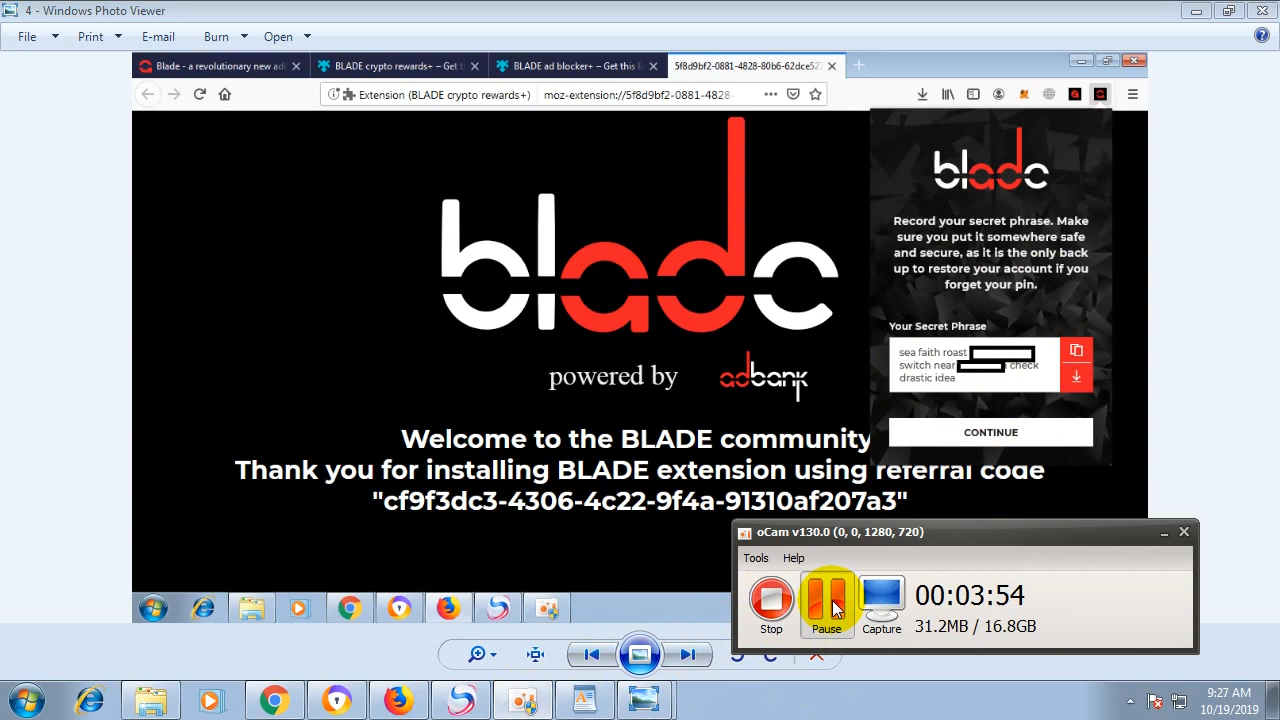 4 - Windows Photo Viewer
File Print E-mail Burn Open
Blade - a revolutionary new ad
BLADE crypto rewards+ – Get t
BLADE ad blocker+ – Get this E
5f8d9bf2-0881-4828-80b6-62dce527
Extension (BLADE crypto rewards+) moz-extension://5f8d9bf2-0881-4828-
blade
powered by adbank
Welcome to the BLADE community
Thank you for installing BLADE extension using referral code
"cf9f3dc3-4306-4c22-9f4a-91310af207a3"
blade
Record your secret phrase. Make
sure you put it somewhere safe
and secure, as it is the only back
up to restore your account if you
forget your pin.
Your Secret Phrase
sea faith roast
switch near check
drastic idea
CONTINUE
oCam v130.0 (0, 0, 1280, 720)
Tools Help
Stop Pause Capture
00:03:54
31.2MB / 16.8GB
9:27 AM
10/19/2019